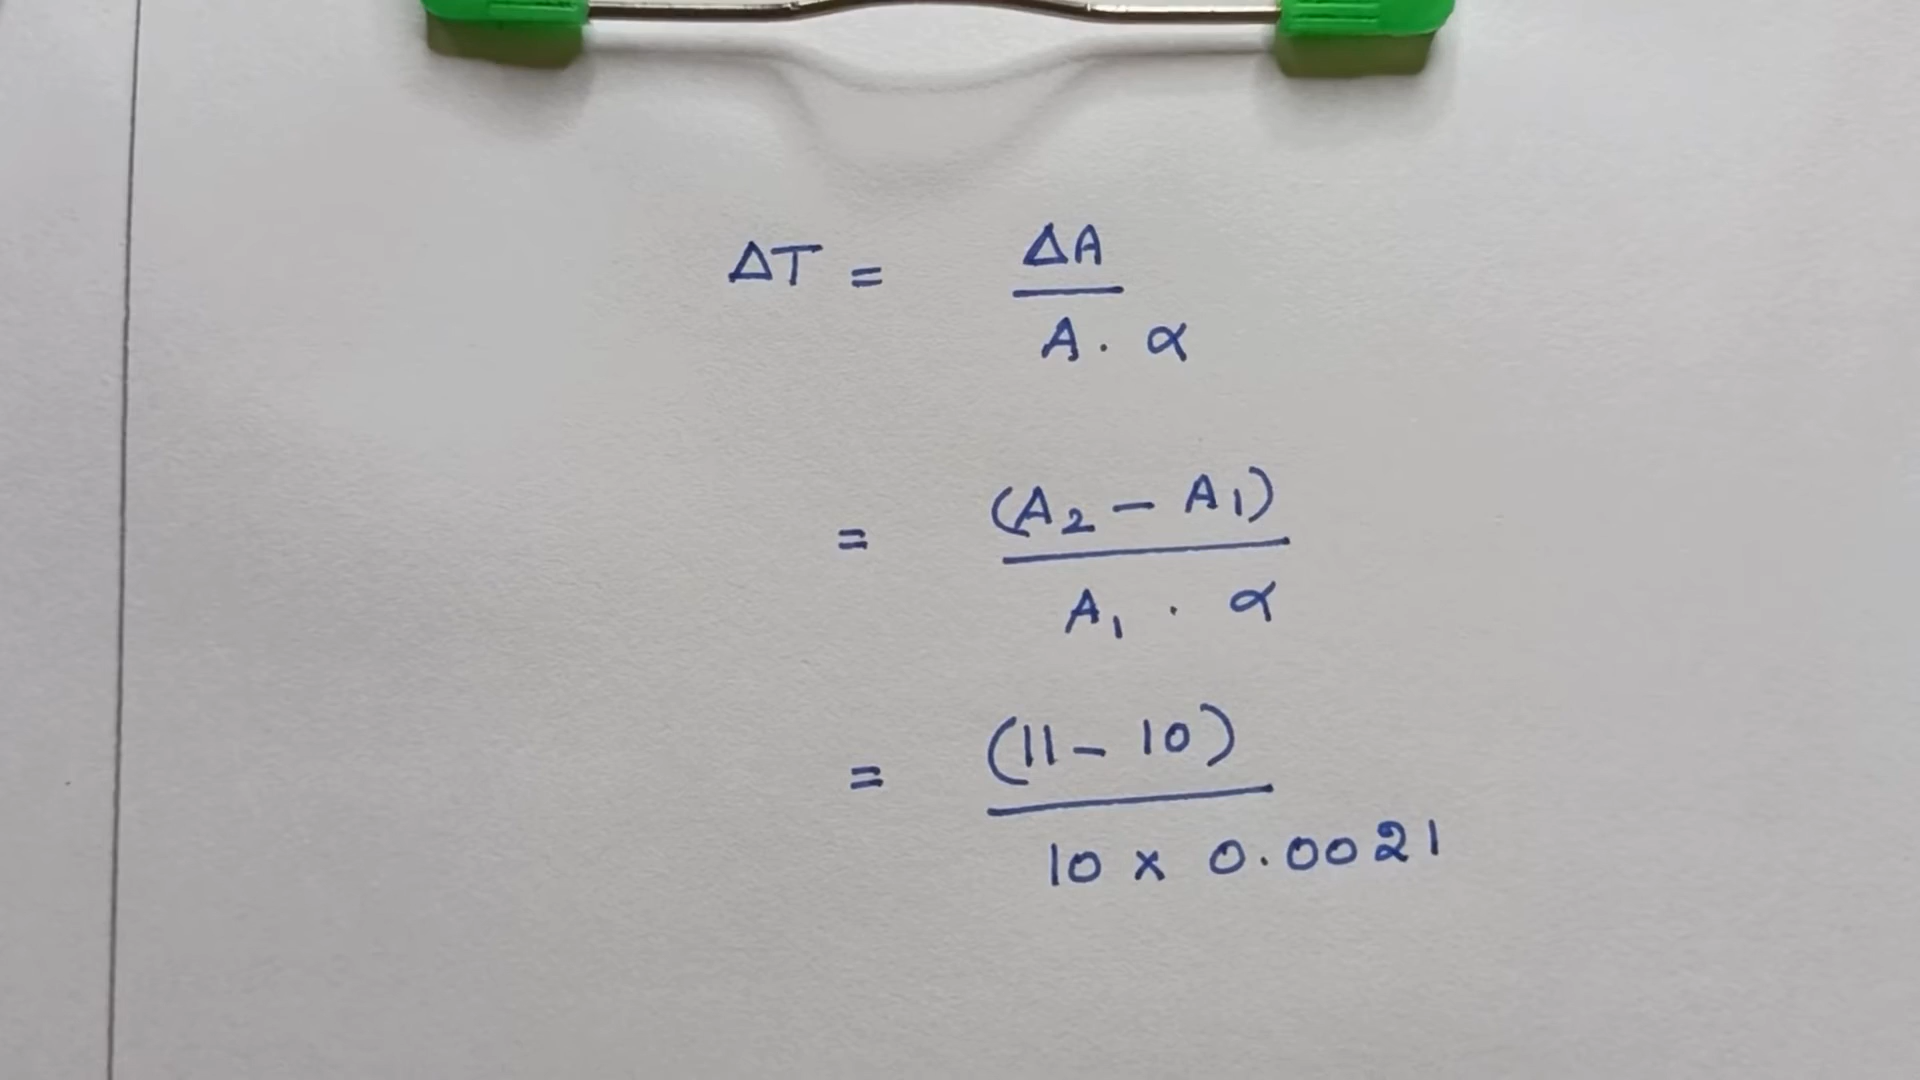 ΔT = ΔA / A . α
= (A₂ - A₁) / A₁ . α
= (11 - 10) / 10 x 0.0021